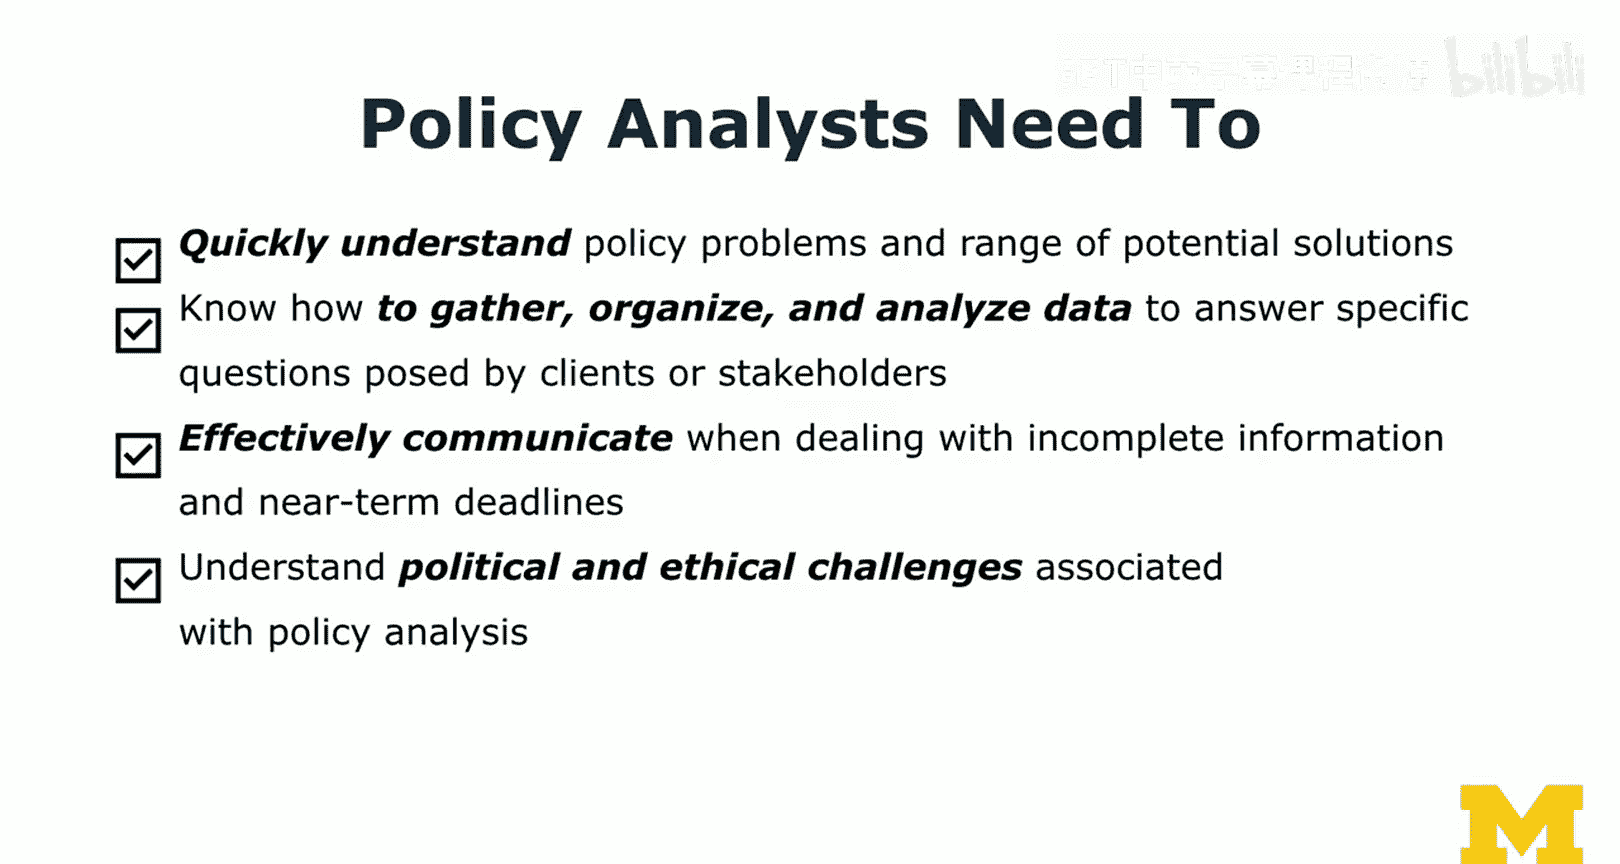 bilibili
Policy Analysts Need To
Quickly understand policy problems and range of potential solutions
Know how to gather, organize, and analyze data to answer specific
questions posed by clients or stakeholders
Effectively communicate when dealing with incomplete information
and near-term deadlines
Understand political and ethical challenges associated
with policy analysis
M